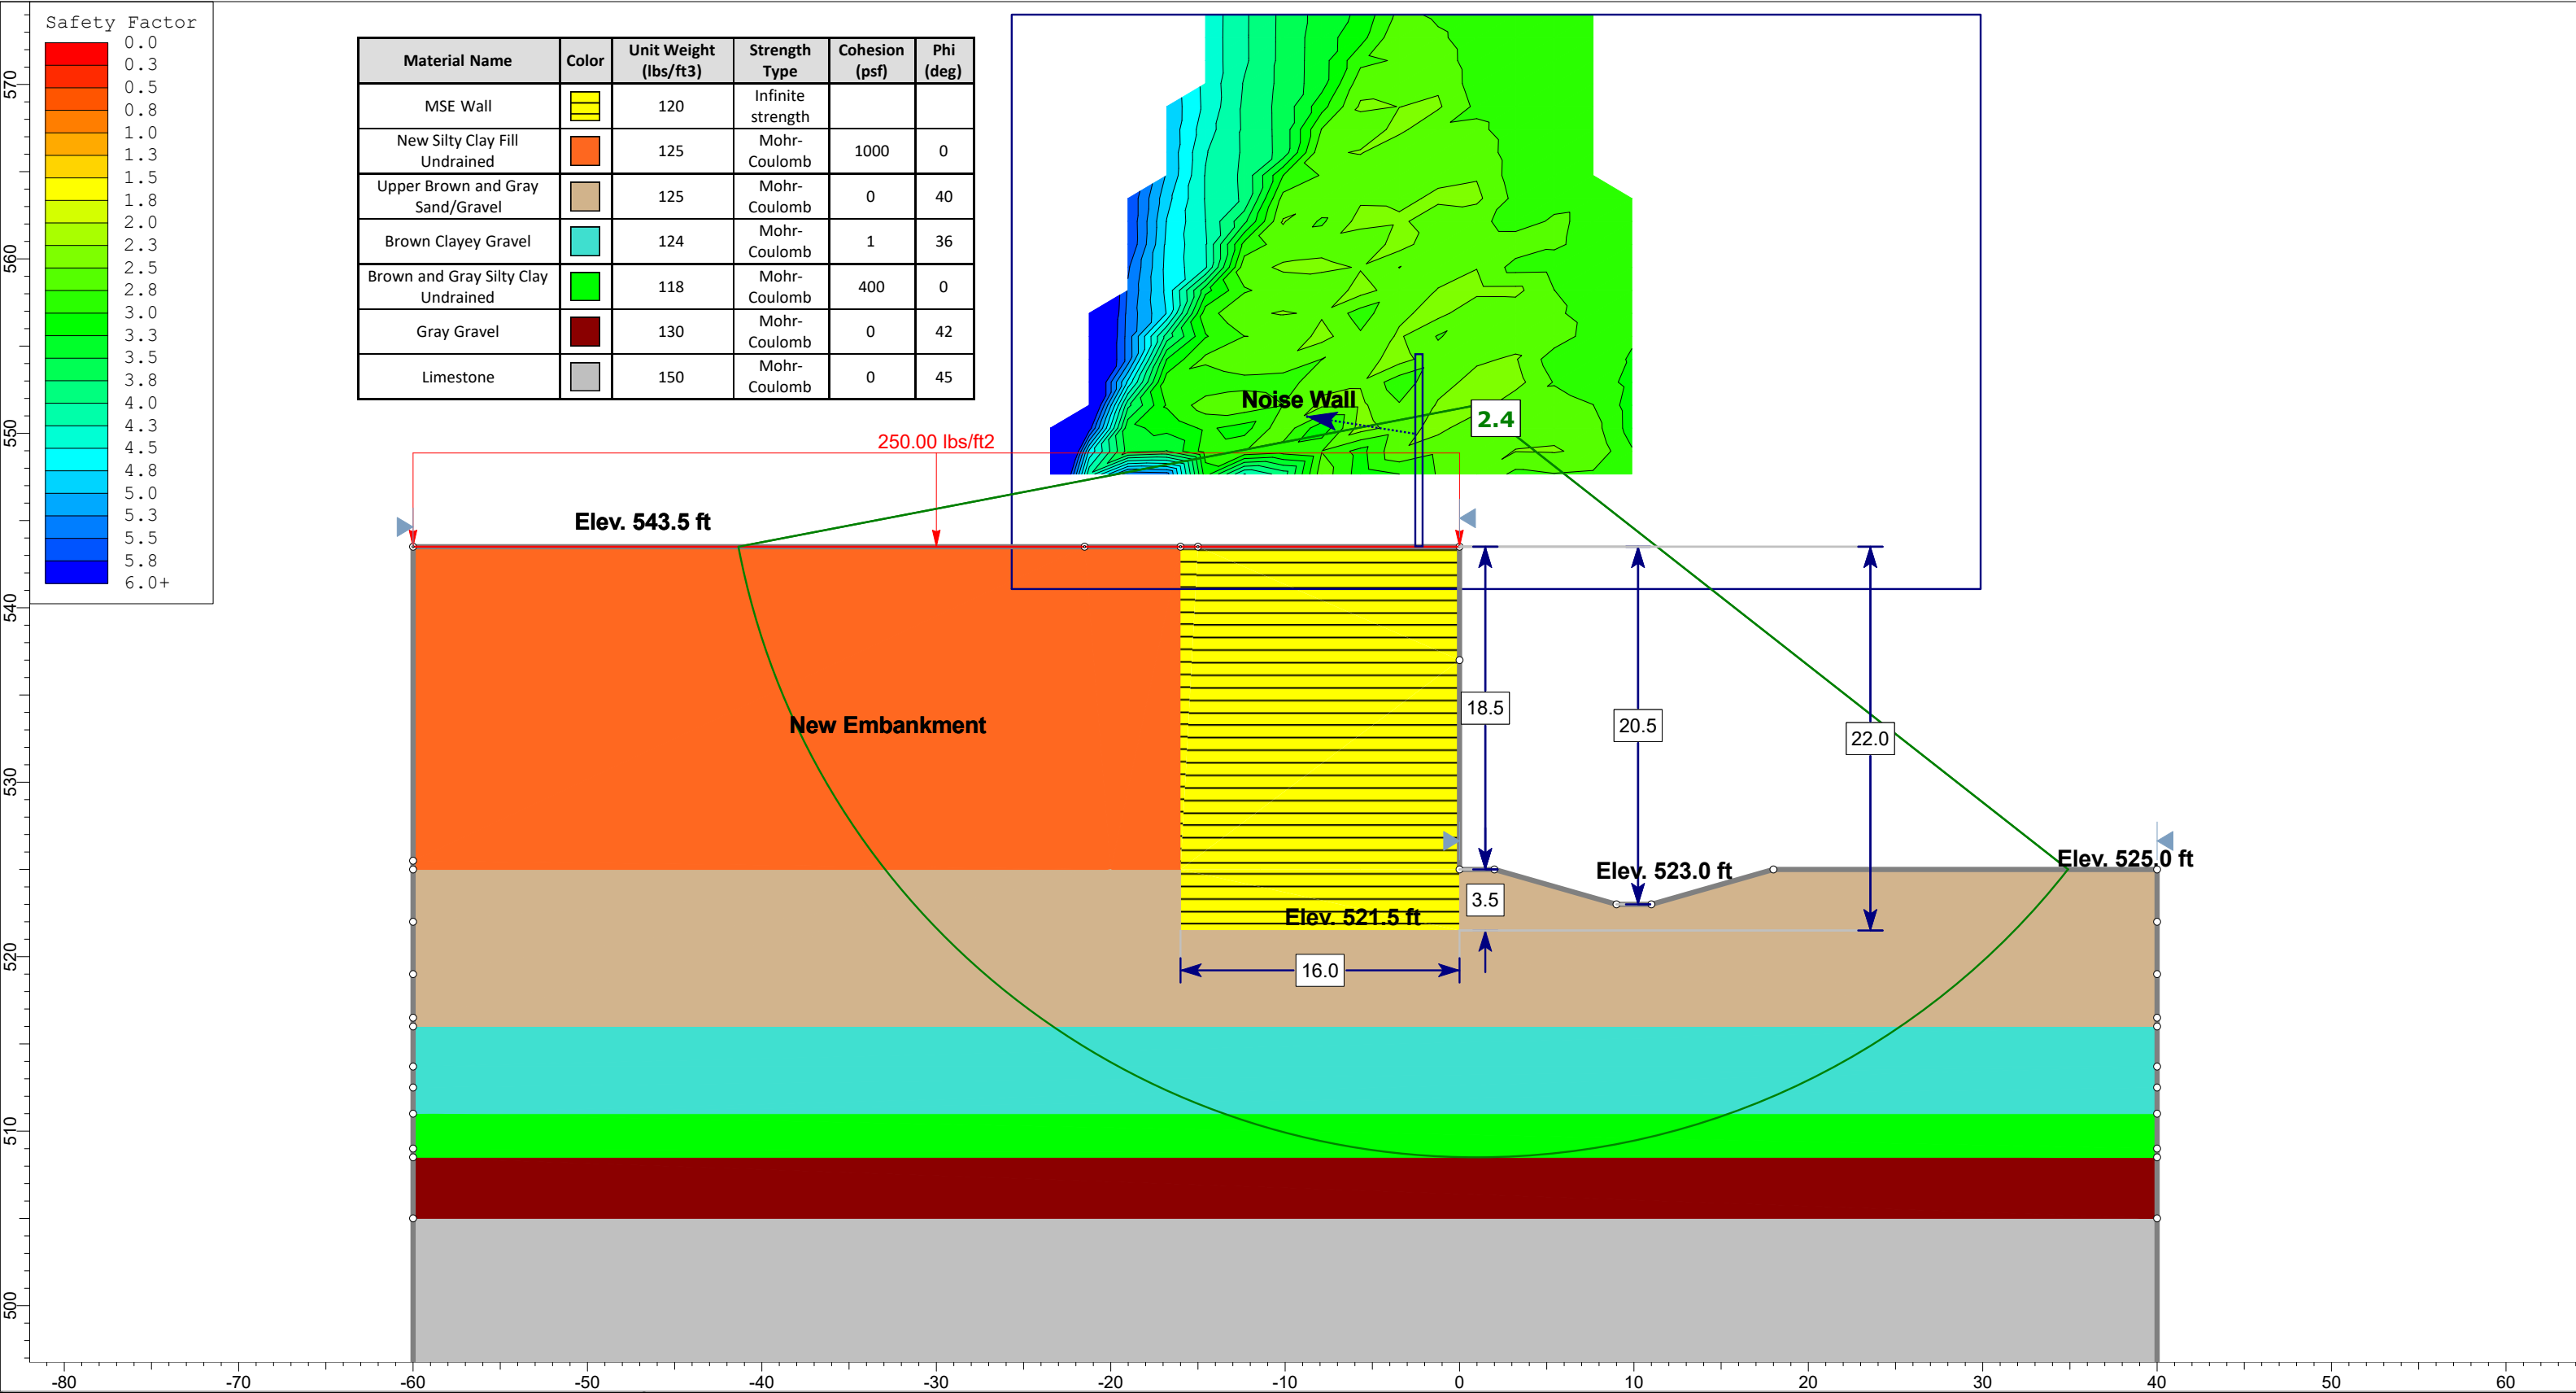 Safety Factor
0.0
0.3
0.5
0.8
1.0
1.3
1.5
1.8
2.0
2.3
2.5
2.8
3.0
3.3
3.5
3.8
4.0
4.3
4.5
4.8
5.0
5.3
5.5
5.8
6.0+
Material Name Color Unit Weight (lbs/ft3) Strength Type Cohesion (psf) Phi (deg)
MSE Wall 120 Infinite strength
New Silty Clay Fill Undrained 125 Mohr-Coulomb 1000 0
Upper Brown and Gray Sand/Gravel 125 Mohr-Coulomb 0 40
Brown Clayey Gravel 124 Mohr-Coulomb 1 36
Brown and Gray Silty Clay Undrained 118 Mohr-Coulomb 400 0
Gray Gravel 130 Mohr-Coulomb 0 42
Limestone 150 Mohr-Coulomb 0 45
Noise Wall
2.4
250.00 lbs/ft2
Elev. 543.5 ft
New Embankment
18.5
20.5
22.0
Elev. 525.0 ft
Elev. 523.0 ft
3.5
Elev. 521.5 ft
16.0
570
560
550
540
530
520
510
500
-80 -70 -60 -50 -40 -30 -20 -10 0 10 20 30 40 50 60